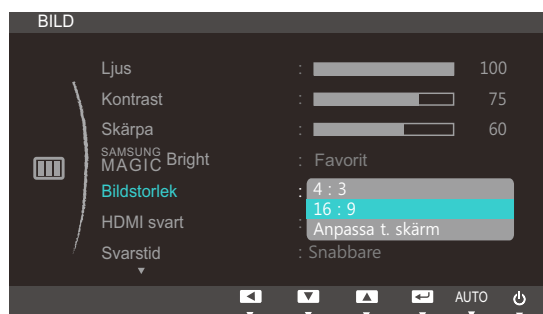 BILD
Ljus : 100
Kontrast : 75
Skärpa : 60
SAMSUNG MAGIC Bright : Favorit
Bildstorlek : 4 : 3
16 : 9
HDMI svart :
Anpassa t. skärm
Svarstid : Snabbare
AUTO